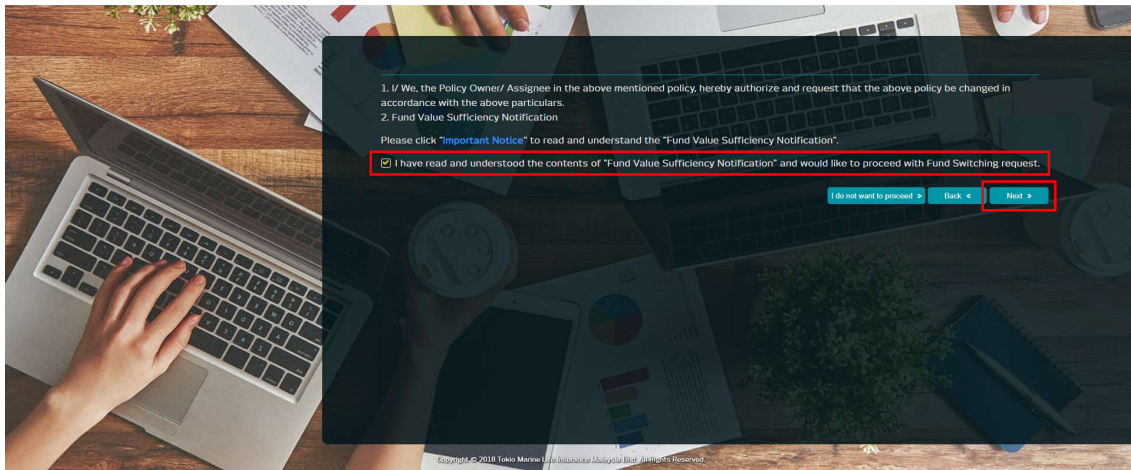 1. I/ We, the Policy Owner/ Assignee in the above mentioned policy, hereby authorize and request that the above policy be changed in
accordance with the above particulars.
2. Fund Value Sufficiency Notification
Please click "Important Notice" to read and understand the "Fund Value Sufficiency Notification".
I have read and understood the contents of "Fund Value Sufficiency Notification" and would like to proceed with Fund Switching request.
I do not want to proceed » Back « Next »
Copyright © 2018 Tokio Marine Life Insurance Malaysia Bhd. All Rights Reserved.